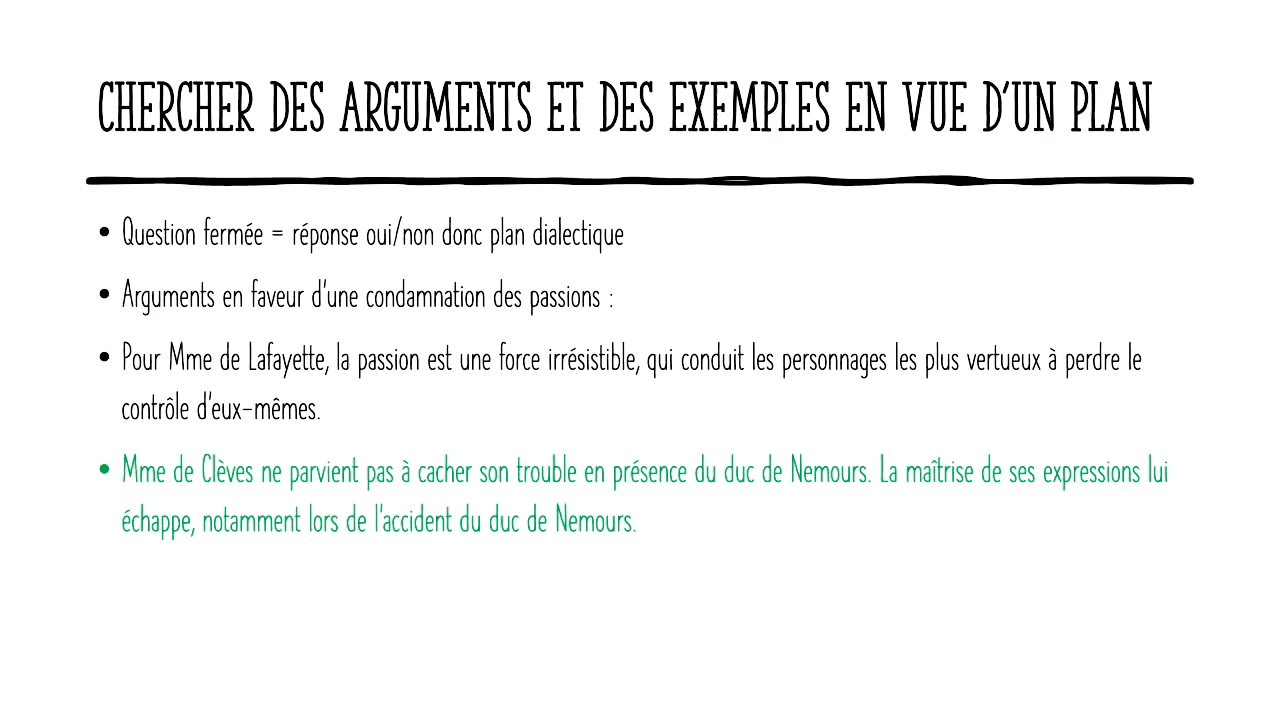 CHERCHER DES ARGUMENTS ET DES EXEMPLES EN VUE D'UN PLAN
• Question fermée = réponse oui/non donc plan dialectique
• Arguments en faveur d'une condamnation des passions :
• Pour Mme de Lafayette, la passion est une force irrésistible, qui conduit les personnages les plus vertueux à perdre le
contrôle d'eux-mêmes.
• Mme de Clèves ne parvient pas à cacher son trouble en présence du duc de Nemours. La maîtrise de ses expressions lui
échappe, notamment lors de l'accident du duc de Nemours.